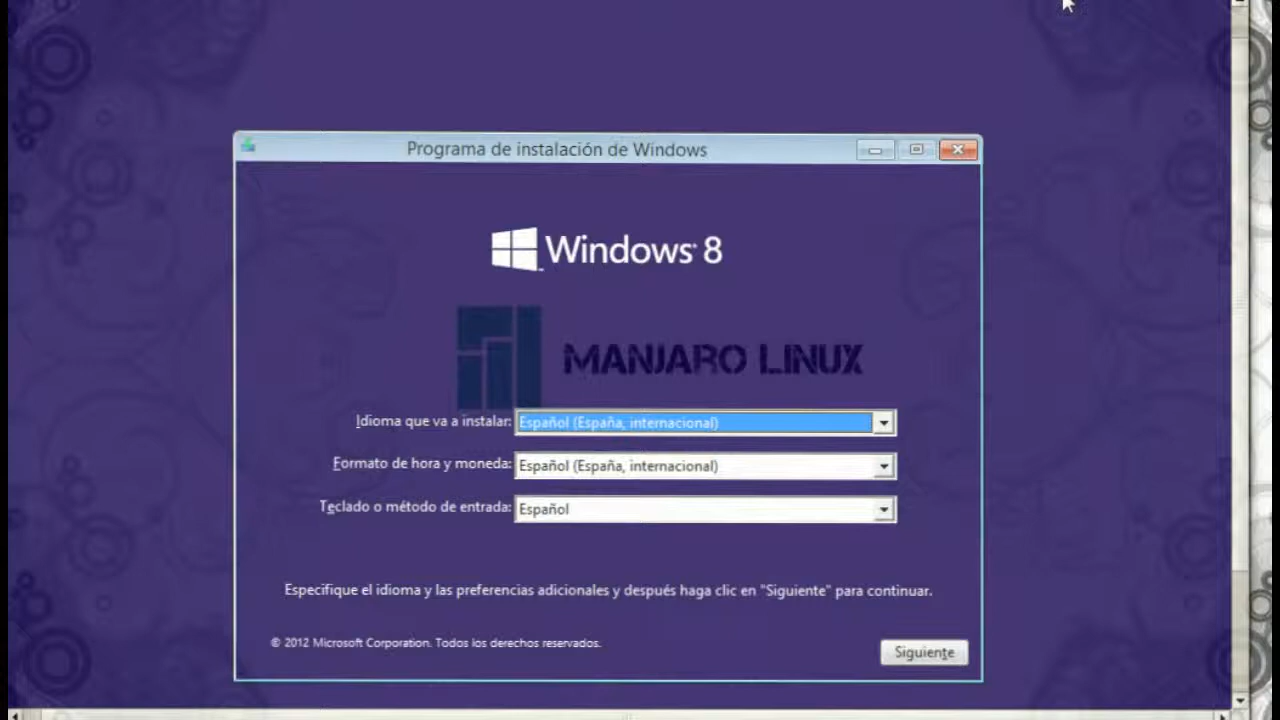 Programa de instalación de Windows
Windows 8
MANJARO LINUX
Idioma que va a instalar: Español (España, internacional)
Formato de hora y moneda: Español (España, internacional)
Teclado o método de entrada: Español
Especifique el idioma y las preferencias adicionales y después haga clic en "Siguiente" para continuar.
© 2012 Microsoft Corporation. Todos los derechos reservados.
Siguiente